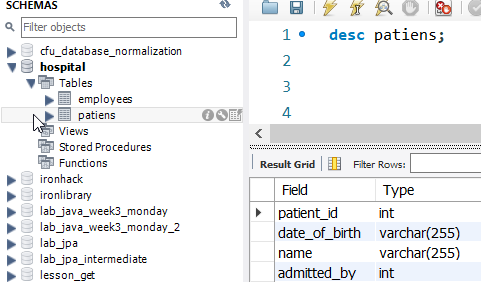 SCHEMAS
Filter objects
cfu_database_normalization
hospital
Tables
employees
patiens
Views
Stored Procedures
Functions
ironhack
ironlibrary
lab_java_week3_monday
lab_java_week3_monday_2
lab_jpa
lab_jpa_intermediate
lesson_get
1 desc patiens;
2
3
4
Result Grid Filter Rows:
Field Type
patient_id int
date_of_birth varchar(255)
name varchar(255)
admitted_by int